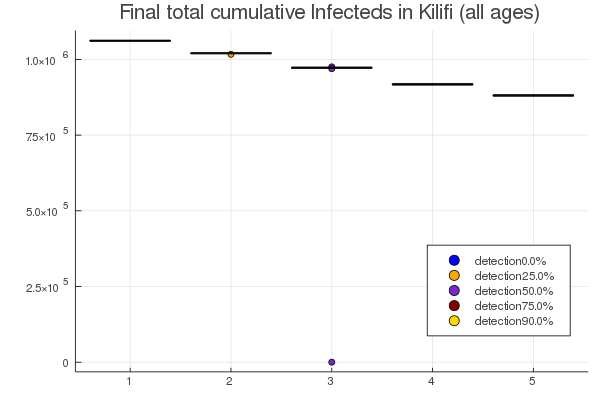 Final total cumulative Infecteds in Kilifi (all ages)
1.0×10⁶
7.5×10⁵
5.0×10⁵
2.5×10⁵
0
detection0.0%
detection25.0%
detection50.0%
detection75.0%
detection90.0%
1 2 3 4 5